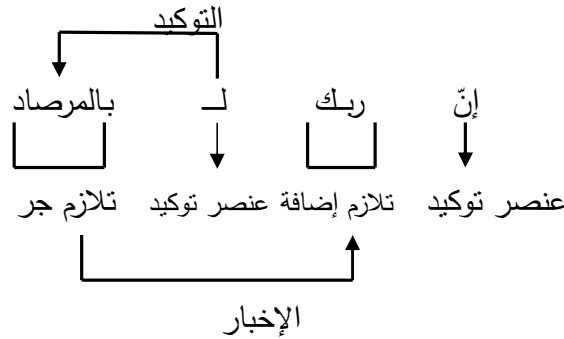 التوكيد
إنّ ربك لـ بالمرصاد
عنصر توكيد تلازم إضافة عنصر توكيد تلازم جر
الإخبار